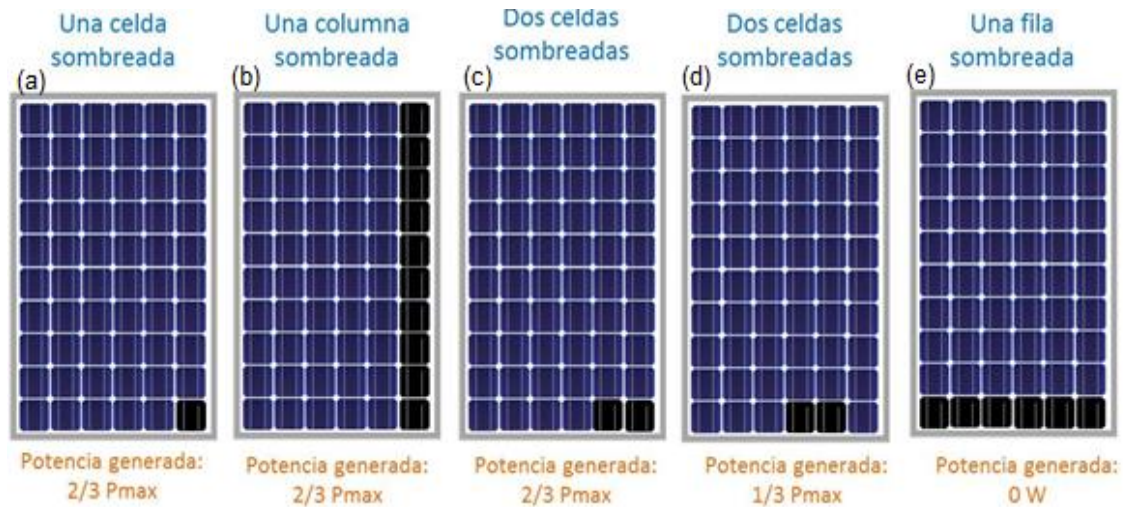 Una celda
sombreada
(a)
Potencia generada:
2/3 Pmax
Una columna
sombreada
(b)
Potencia generada:
2/3 Pmax
Dos celdas
sombreadas
(c)
Potencia generada:
2/3 Pmax
Dos celdas
sombreadas
(d)
Potencia generada:
1/3 Pmax
Una fila
sombreada
(e)
Potencia generada:
0 W